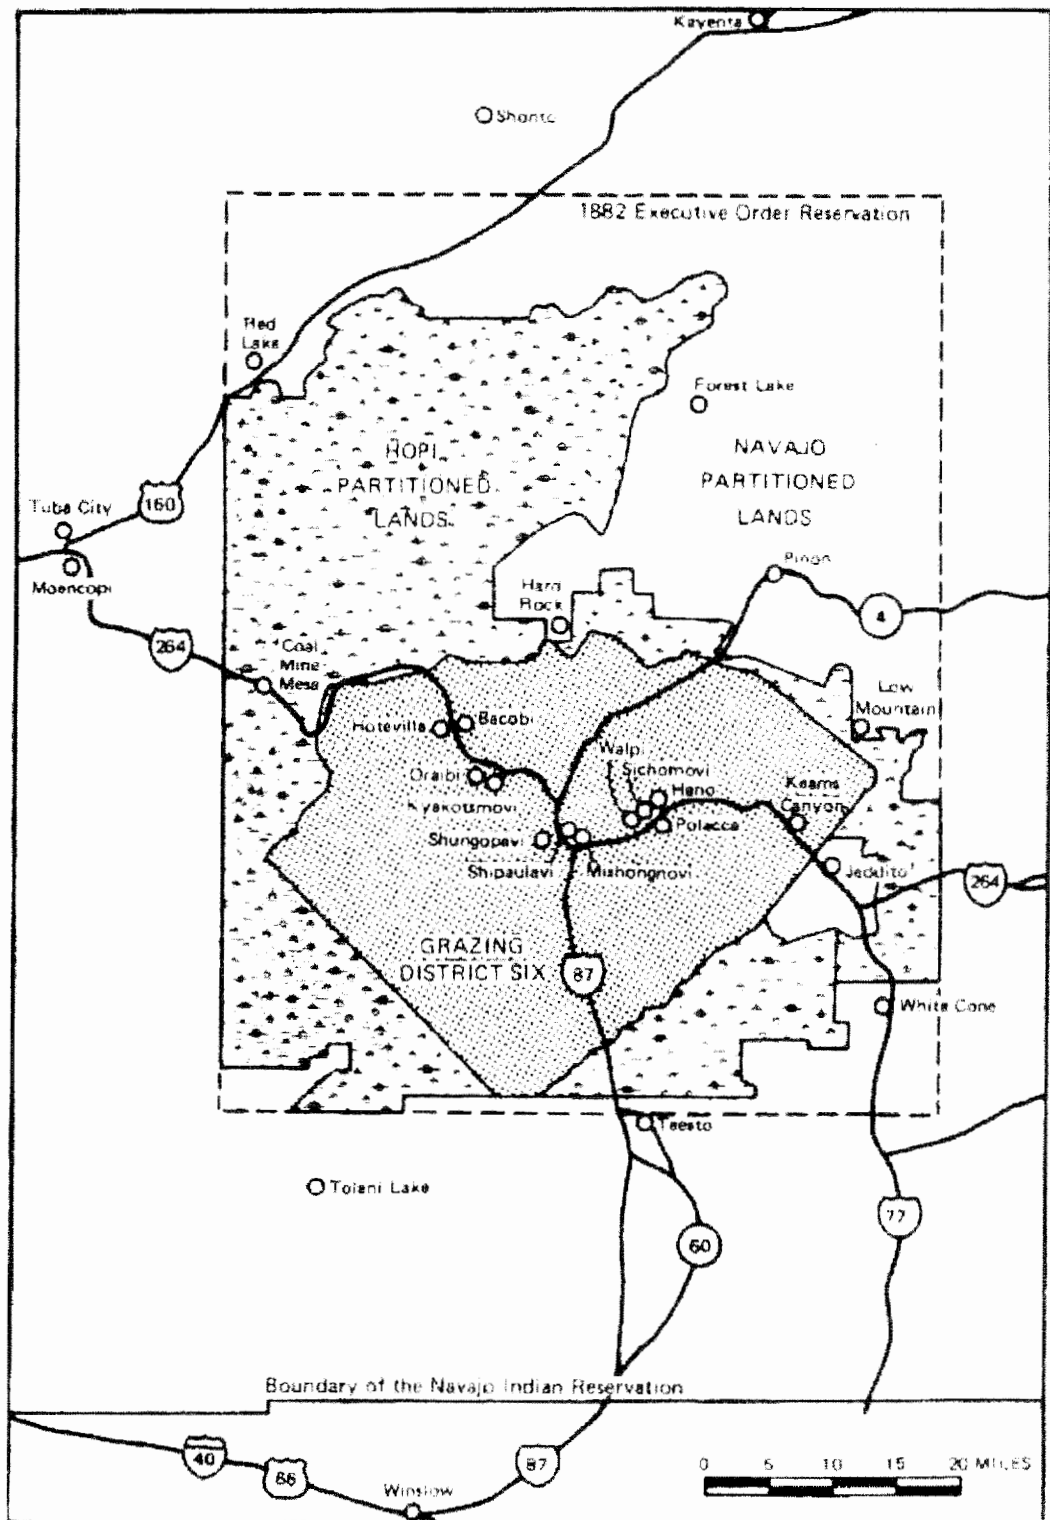 Kayenta
Shonto
1882 Executive Order Reservation
Red
Lake
Forest Lake
HOPI
PARTITIONED
LANDS
NAVAJO
PARTITIONED
LANDS
160
Tuba City
Moencopi
Pinon
Hard
Rock
4
264
Coal
Mine
Mesa
Low
Mountain
Hotevilla
Bacobi
Walpi
Sichomovi
Oraibi
Hano
Keams
Canyon
Kyakotsmovi
Polacca
Shungopavi
Shipaulavi
Mishongnovi
Jeddito
264
GRAZING
DISTRICT SIX
87
White Cone
Teesto
Tolani Lake
77
60
Boundary of the Navajo Indian Reservation
40
66
87
Winslow
0 5 10 15 20 MILES